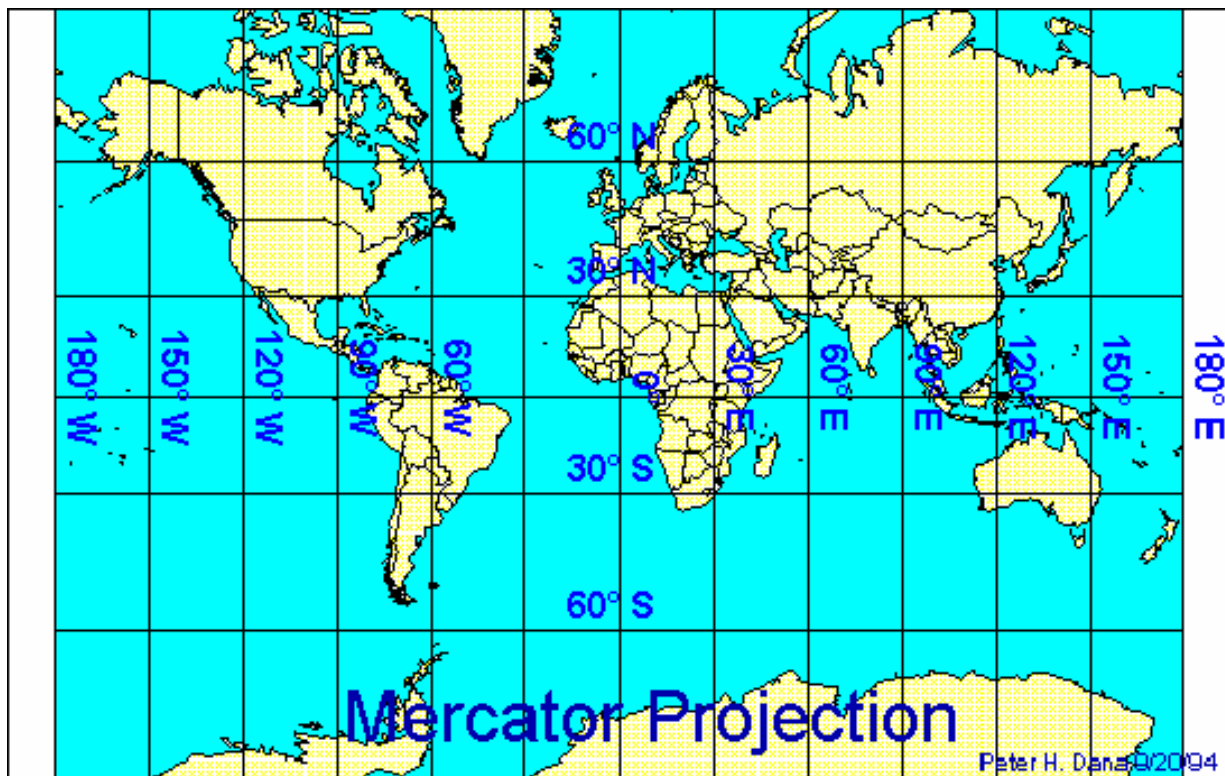 60° N
30° N
180° W
150° W
120° W
90° W
60° W
0°
30° E
60° E
90° E
120° E
150° E
180° E
30° S
60° S
Mercator Projection
Peter H. Dana 9/20/94